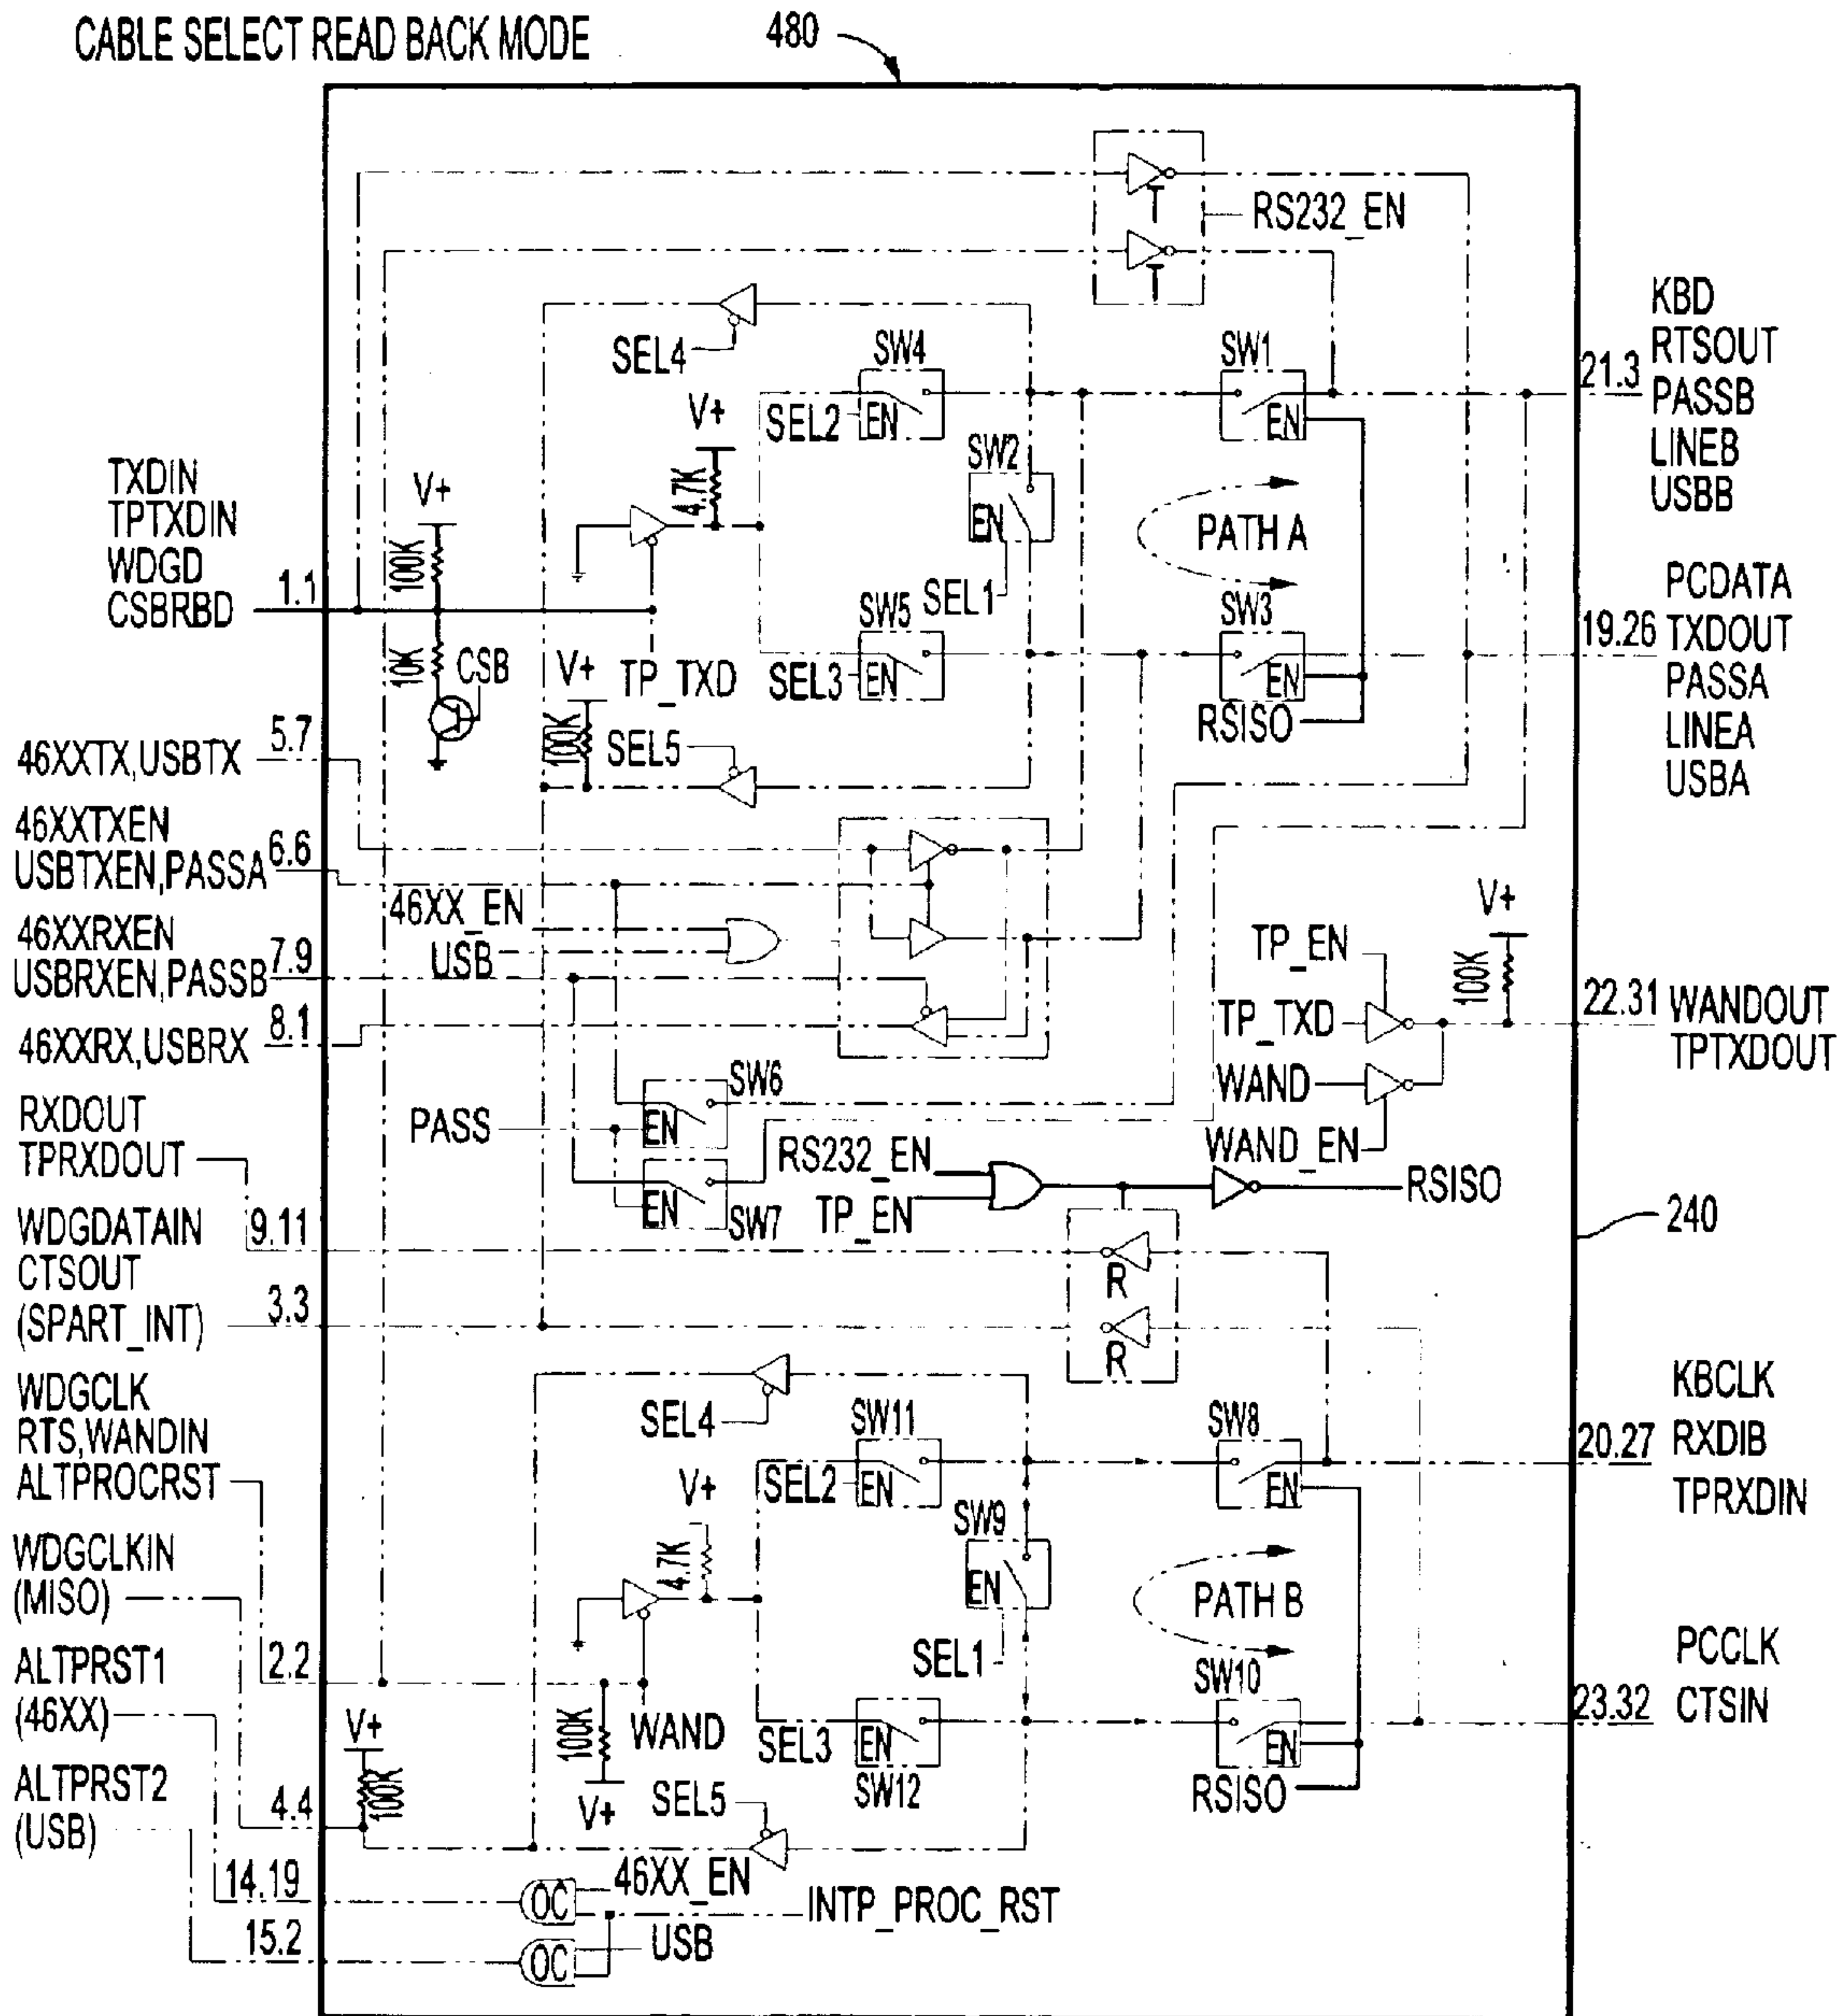 CABLE SELECT READ BACK MODE
480
RS232_EN
SEL4
SW4
SEL2
EN
SW1
EN
V+
4.7K
SW2
EN
SEL1
PATH A
TXDIN
TPTXDIN
WDGD
CSBRBD
1.1
V+
100K
10K
CSB
TP_TXD
SW5
SEL3
EN
SW3
EN
RSISO
V+
100K
SEL5
21.3
KBD
RTSOUT
PASSB
LINEB
USBB
19.26
PCDATA
TXDOUT
PASSA
LINEA
USBA
46XXTX,USBTX
5.7
46XXTXEN
USBTXEN,PASSA
6.6
46XX_EN
USB
46XXRXEN
USBRXEN,PASSB
7.9
46XXRX,USBRX
8.1
TP_EN
TP_TXD
WAND
WAND_EN
V+
100K
22.31
WANDOUT
TPTXDOUT
PASS
SW6
EN
EN
SW7
RS232_EN
TP_EN
RSISO
240
RXDOUT
TPRXDOUT
9.11
R
WDGDATAIN
CTSOUT
(SPART_INT)
3.3
R
WDGCLK
RTS,WANDIN
ALTPROCRST
2.2
WDGCLKIN
(MISO)
4.4
ALTPRST1
(46XX)
14.19
ALTPRST2
(USB)
15.2
SEL4
SW11
SEL2
EN
SW8
EN
V+
4.7K
SW9
EN
SEL1
PATH B
WAND
100K
V+
SEL3
EN
SW12
SW10
EN
RSISO
V+
100K
SEL5
OC
46XX_EN
INTP_PROC_RST
OC
USB
20.27
KBCLK
RXDIB
TPRXDIN
23.32
PCCLK
CTSIN